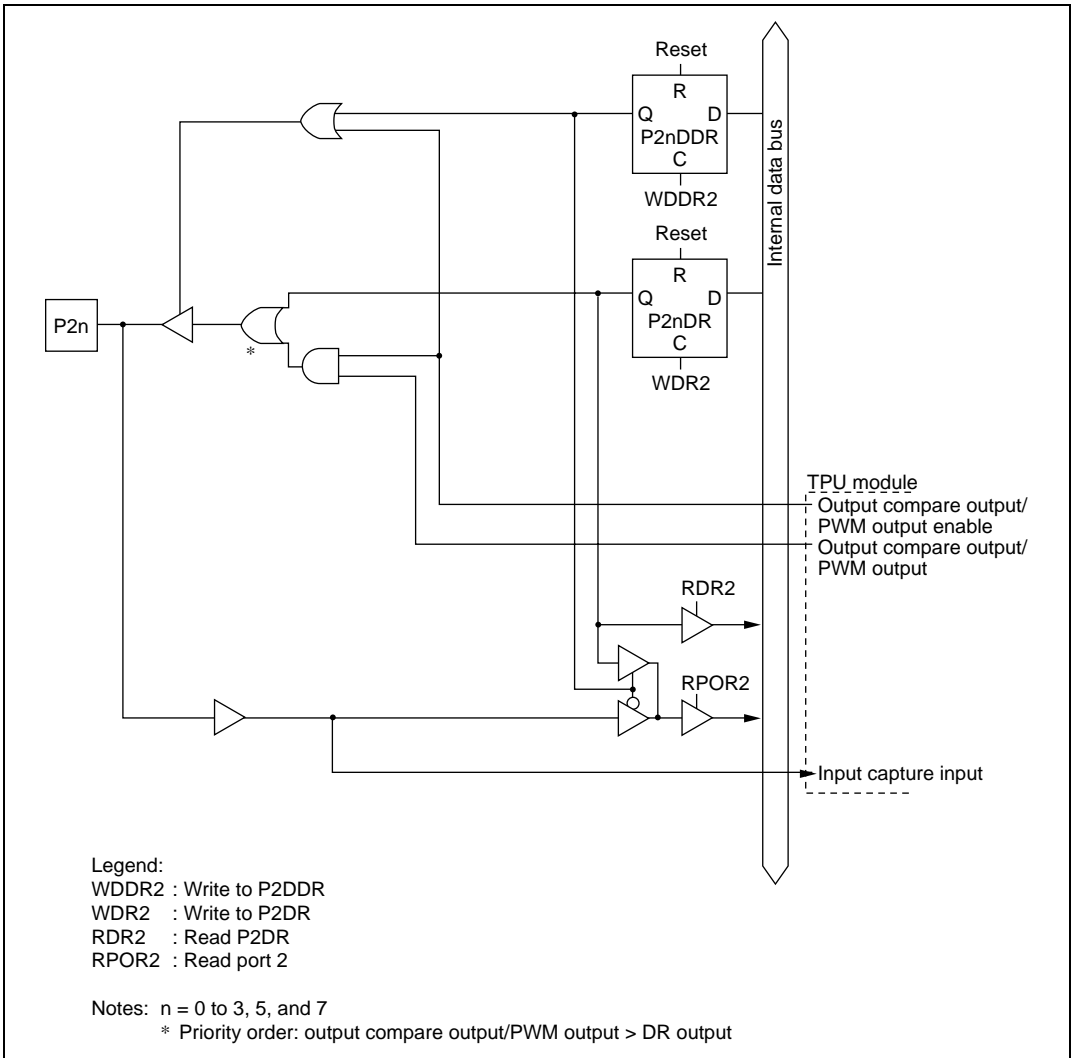 Reset
R
Q D
P2nDDR
C
WDDR2
Internal data bus
Reset
R
Q D
P2nDR
C
WDR2
P2n
*
TPU module
Output compare output/
PWM output enable
Output compare output/
PWM output
RDR2
RPOR2
Input capture input
Legend:
WDDR2 : Write to P2DDR
WDR2 : Write to P2DR
RDR2 : Read P2DR
RPOR2 : Read port 2
Notes: n = 0 to 3, 5, and 7
* Priority order: output compare output/PWM output > DR output